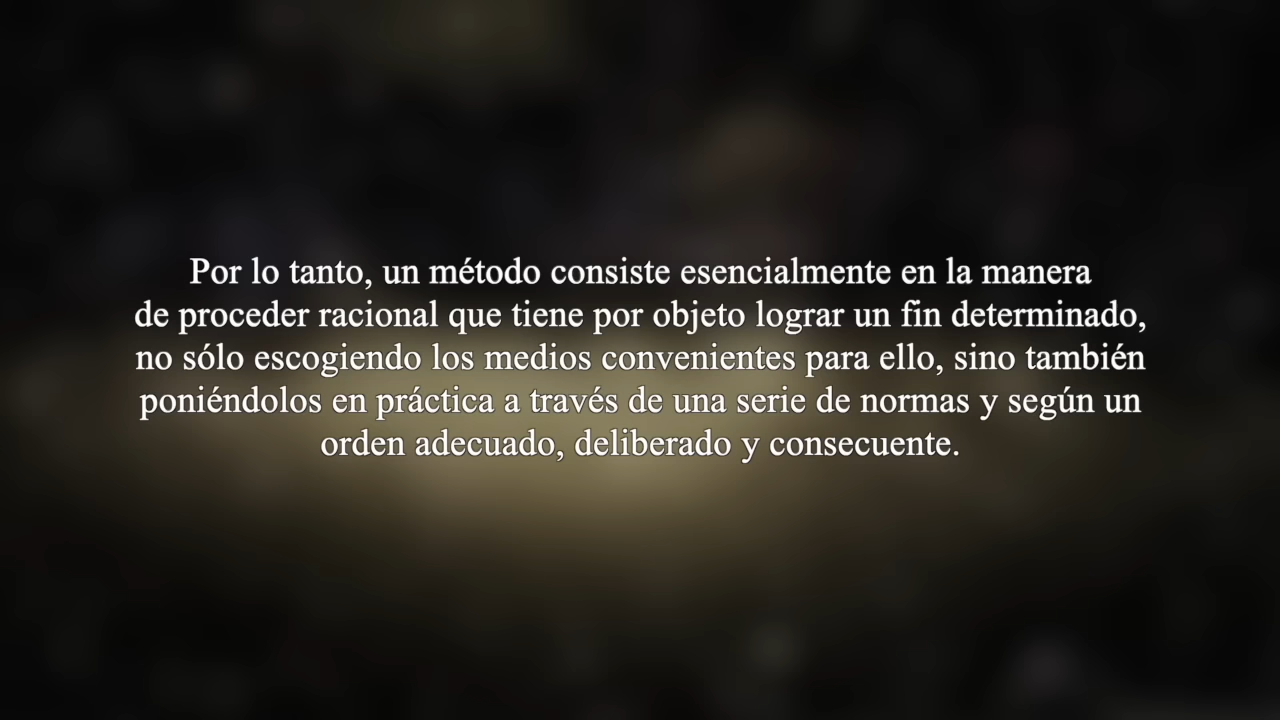 Por lo tanto, un método consiste esencialmente en la manera
de proceder racional que tiene por objeto lograr un fin determinado,
no sólo escogiendo los medios convenientes para ello, sino también
poniéndolos en práctica a través de una serie de normas y según un
orden adecuado, deliberado y consecuente.